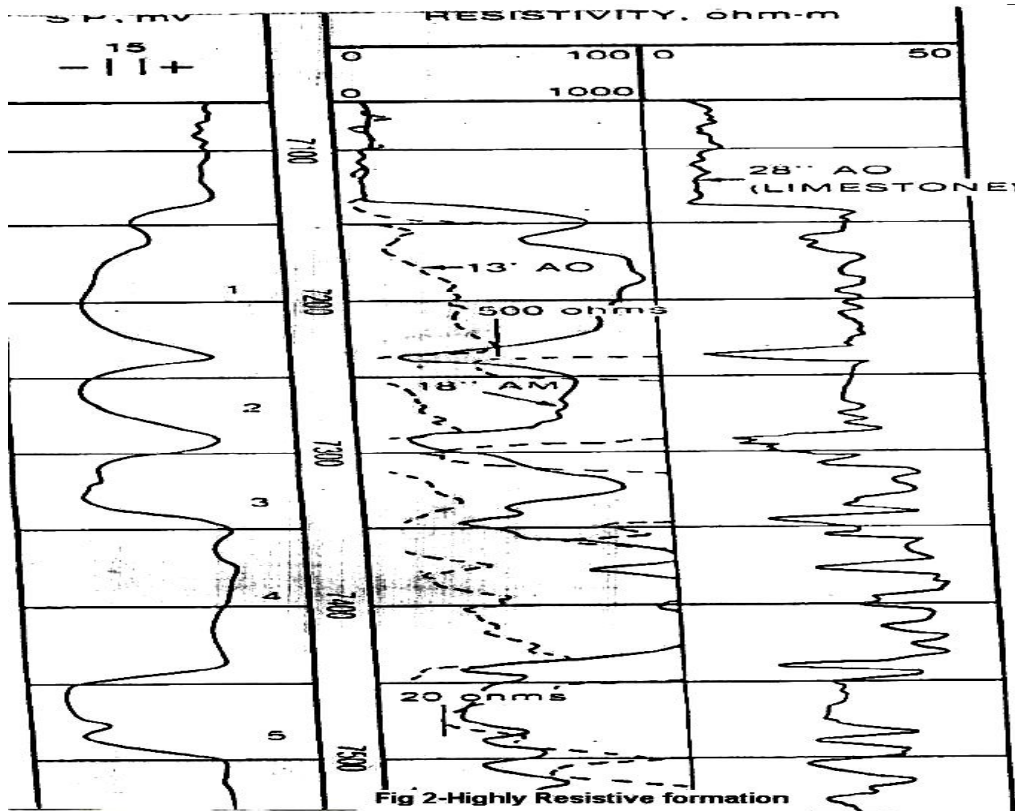 S P, mv
RESISTIVITY, ohm-m
15
- +
0 100 0 50
0 1000
7100
28'' AO
(LIMESTONE)
13' AO
1
7200
500 ohms
18'' AM
2
7300
3
4
7400
20 ohms
5
7500
Fig 2-Highly Resistive formation